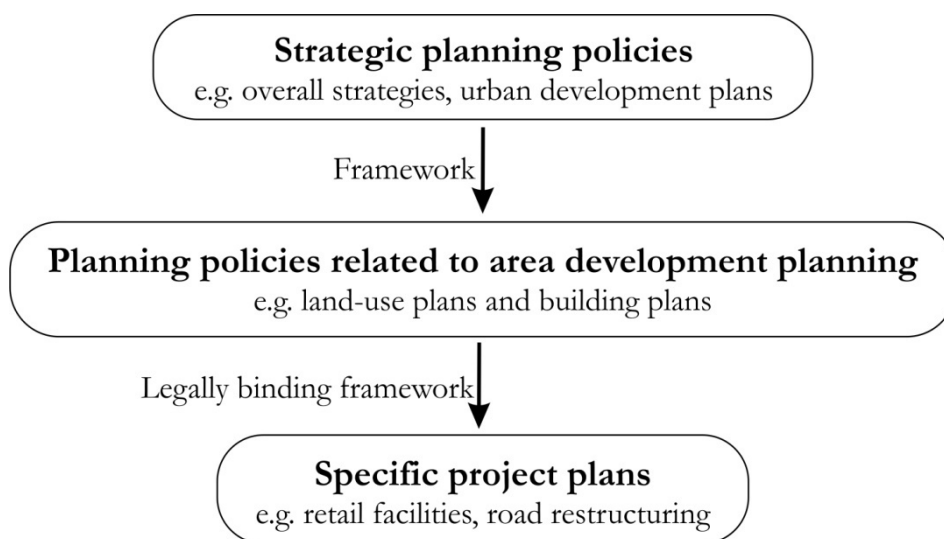 Strategic planning policies
e.g. overall strategies, urban development plans
Framework
Planning policies related to area development planning
e.g. land-use plans and building plans
Legally binding framework
Specific project plans
e.g. retail facilities, road restructuring